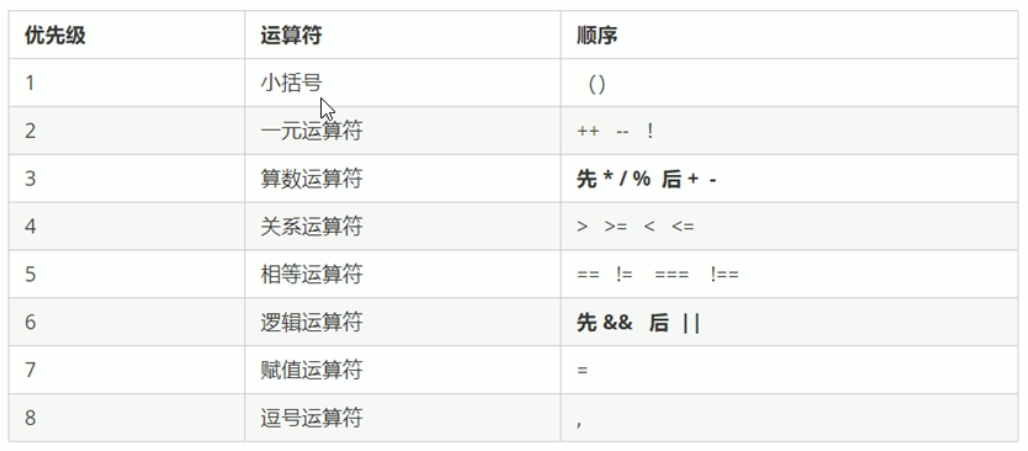 优先级 运算符 顺序
1 小括号 ()
2 一元运算符 ++ -- !
3 算数运算符 先 * / % 后 + -
4 关系运算符 > >= < <=
5 相等运算符 == != === !==
6 逻辑运算符 先 && 后 ||
7 赋值运算符 =
8 逗号运算符 ,